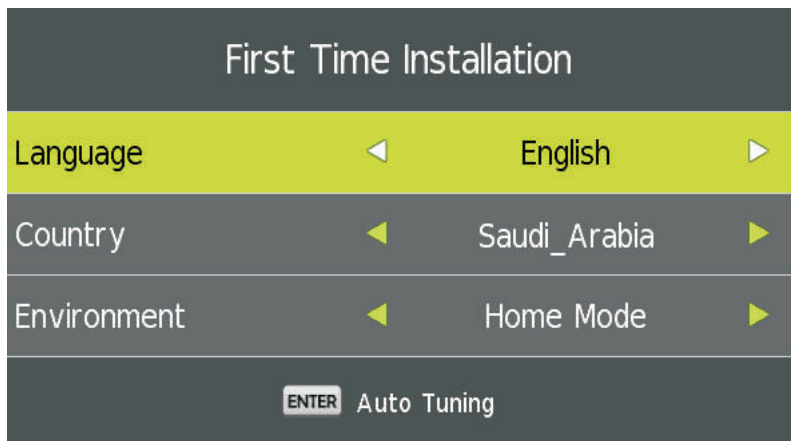 First Time Installation
Language English
Country Saudi_Arabia
Environment Home Mode
ENTER Auto Tuning